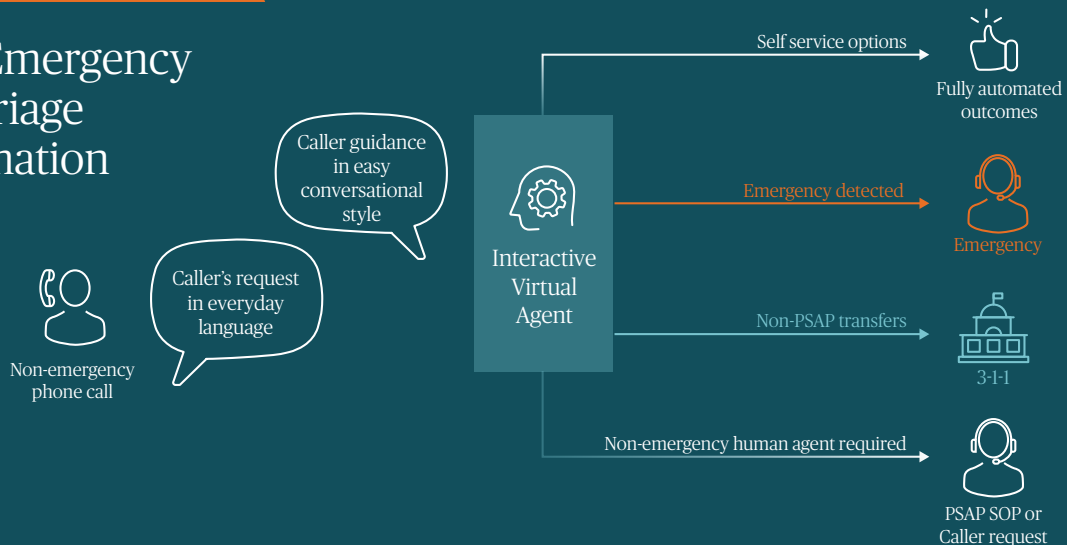 Emergency
riage
nation
Self service options
Fully automated
outcomes
Caller guidance
in easy
conversational
style
Emergency detected
Emergency
Interactive
Virtual
Agent
Caller's request
in everyday
language
Non-emergency
phone call
Non-PSAP transfers
3-1-1
Non-emergency human agent required
PSAP SOP or
Caller request